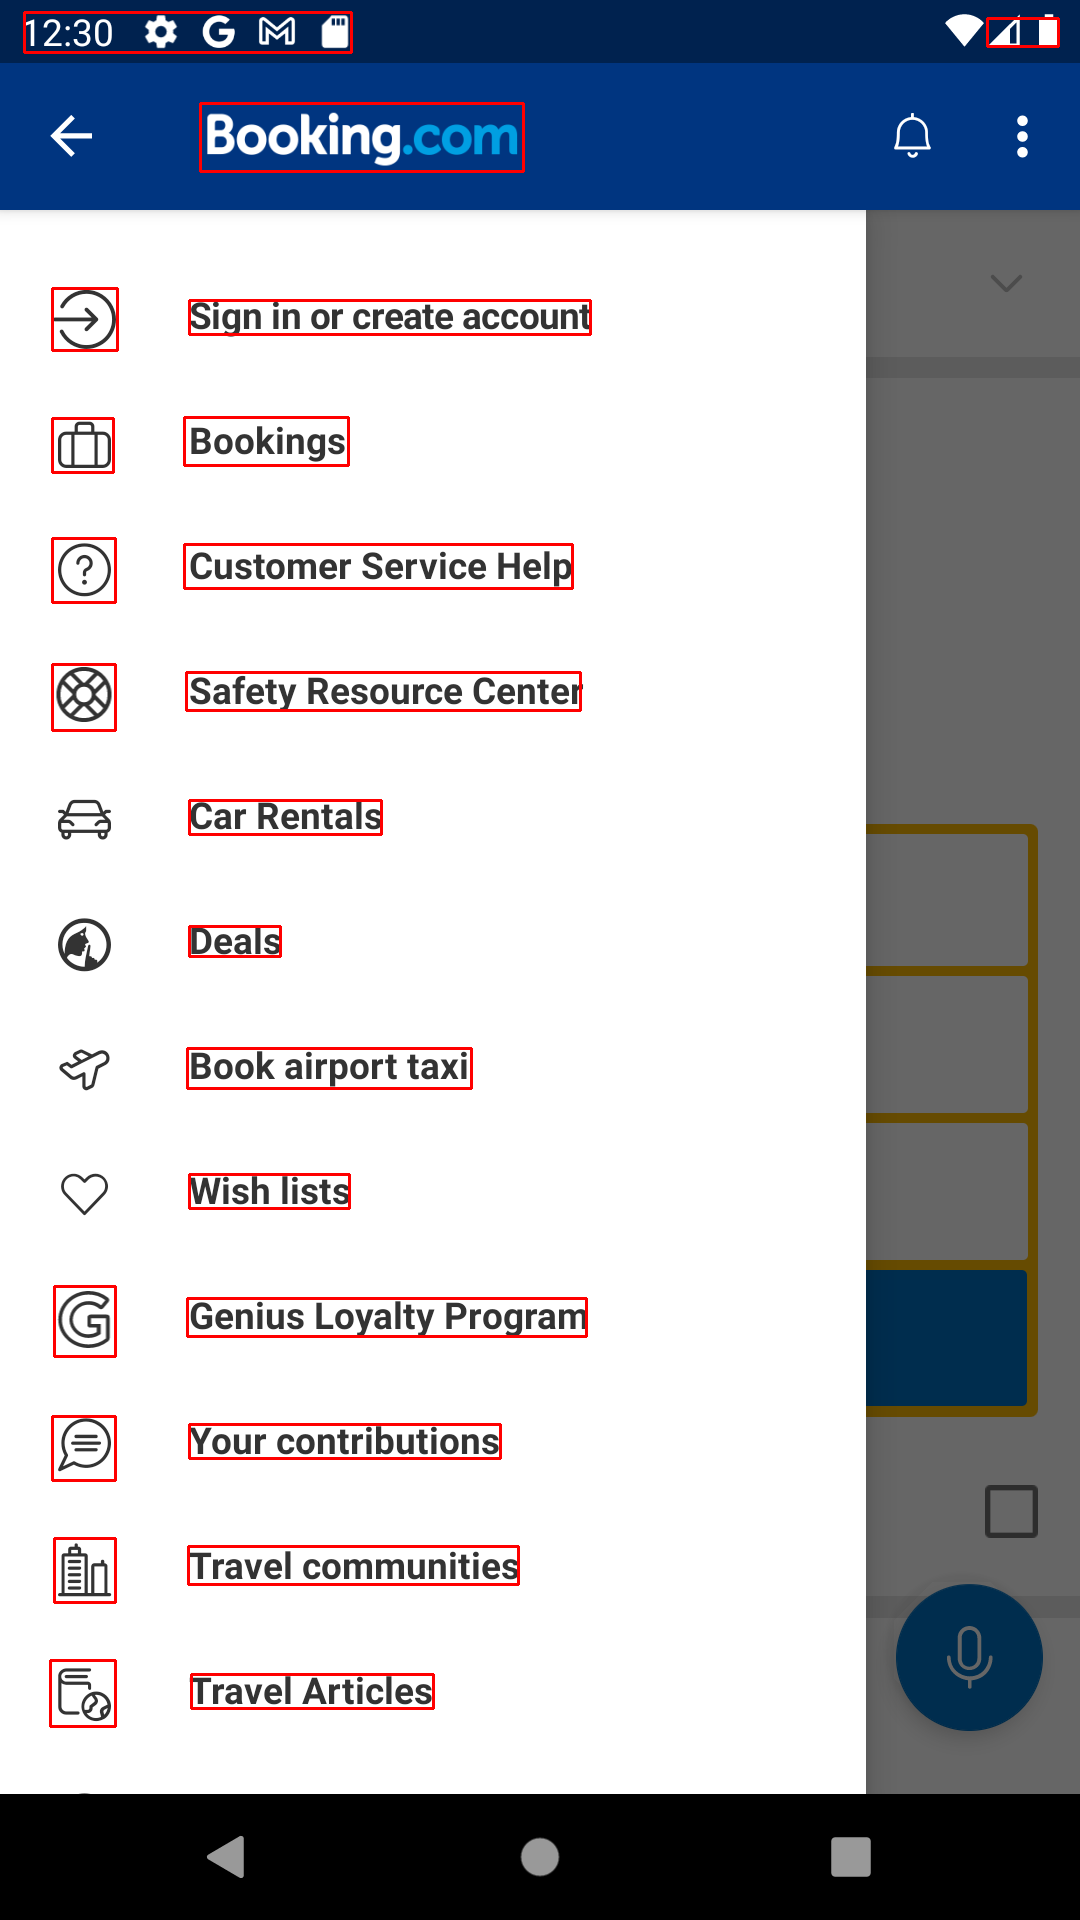 12:30
Booking.com
Sign in or create account
Bookings
Customer Service Help
Safety Resource Center
Car Rentals
Deals
Book airport taxi
Wish lists
Genius Loyalty Program
Your contributions
Travel communities
Travel Articles